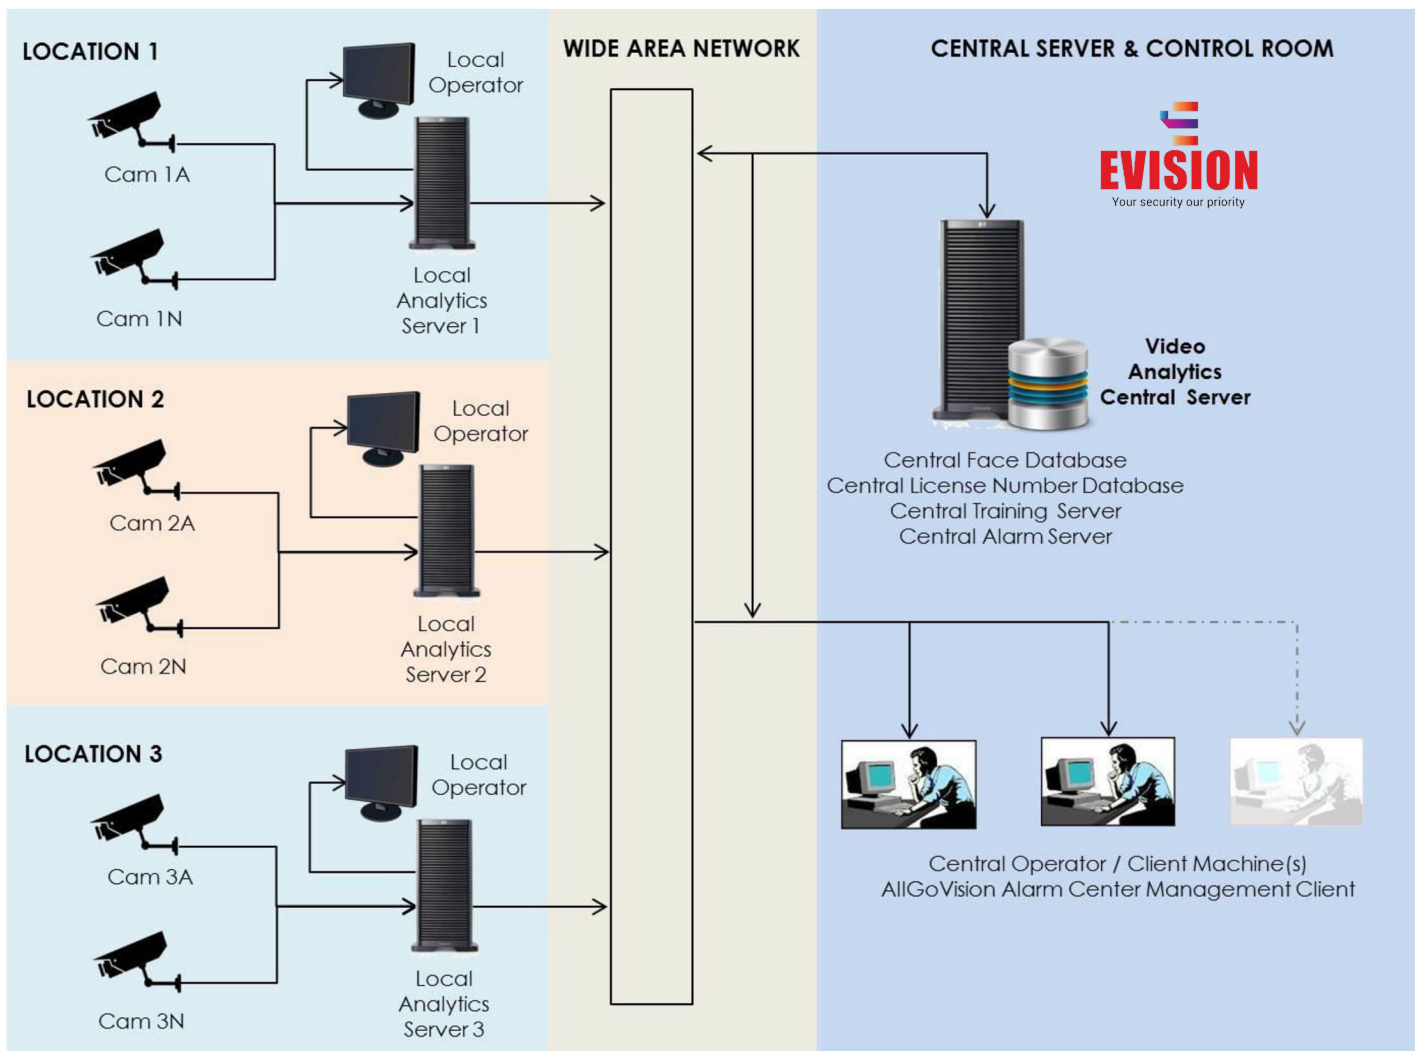 LOCATION 1
Local
Operator
Cam 1A
Cam 1N
Local
Analytics
Server 1
LOCATION 2
Local
Operator
Cam 2A
Cam 2N
Local
Analytics
Server 2
LOCATION 3
Local
Operator
Cam 3A
Cam 3N
Local
Analytics
Server 3
WIDE AREA NETWORK
CENTRAL SERVER & CONTROL ROOM
EVISION
Your security our priority
Video
Analytics
Central Server
Central Face Database
Central License Number Database
Central Training Server
Central Alarm Server
Central Operator / Client Machine(s)
AllGoVision Alarm Center Management Client